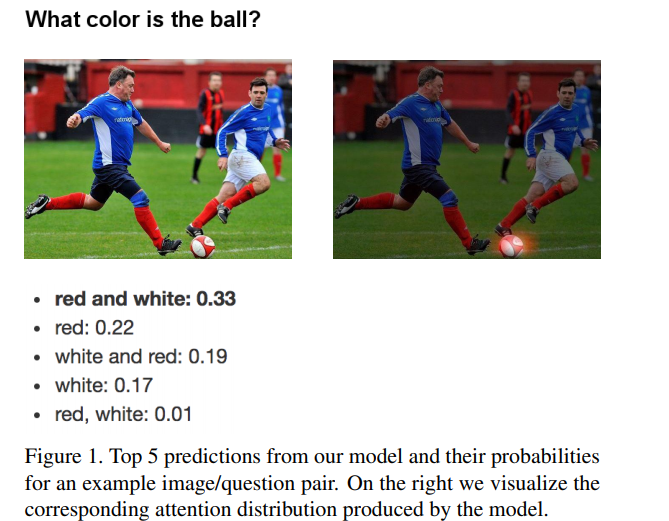 What color is the ball?
• red and white: 0.33
• red: 0.22
• white and red: 0.19
• white: 0.17
• red, white: 0.01
Figure 1. Top 5 predictions from our model and their probabilities
for an example image/question pair. On the right we visualize the
corresponding attention distribution produced by the model.